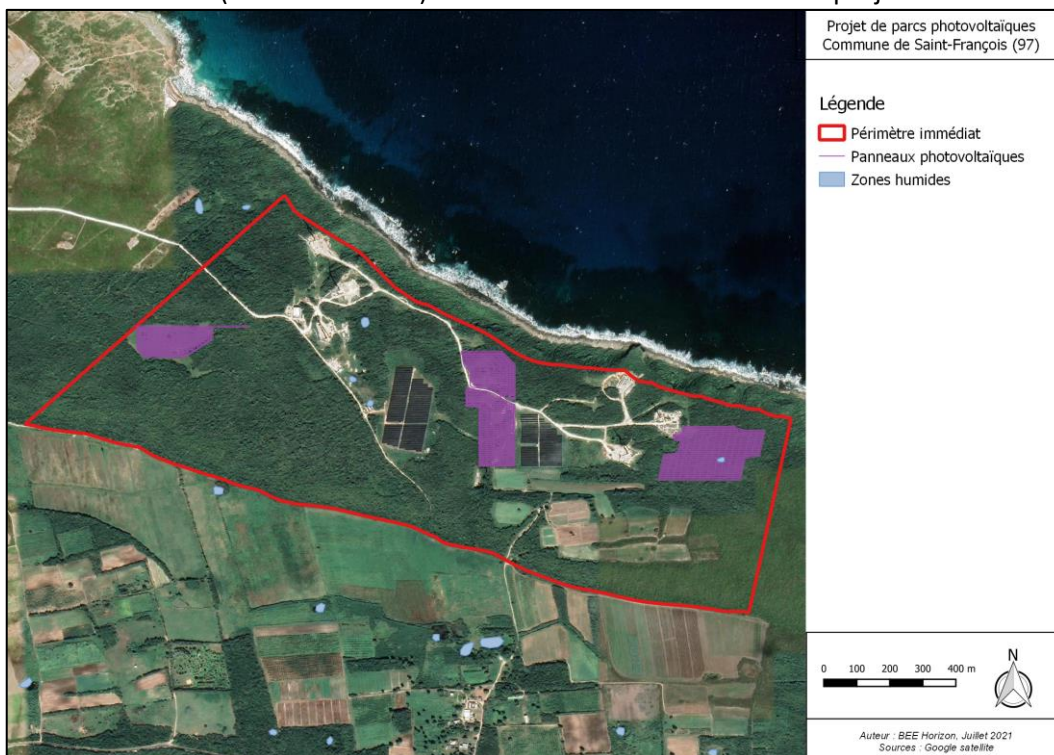 Projet de parcs photovoltaïques
Commune de Saint-François (97)
Légende
Périmètre immédiat
Panneaux photovoltaïques
Zones humides
0 100 200 300 400 m
N
Auteur : BEE Horizon, Juillet 2021
Sources : Google satellite